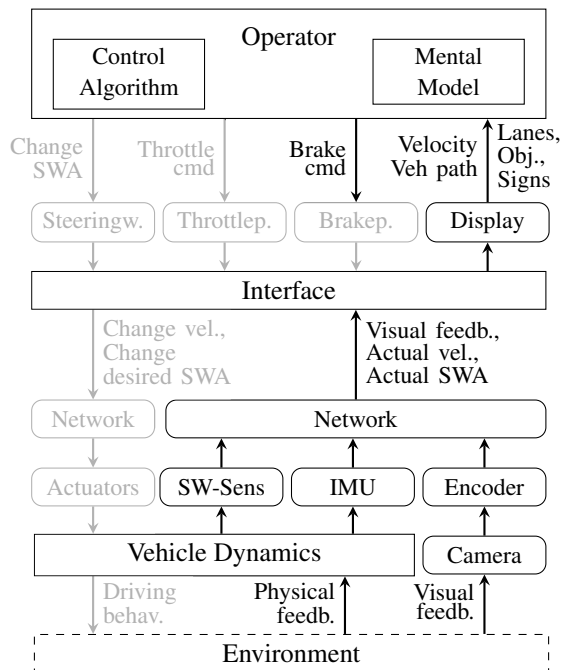 Operator
Control
Algorithm
Mental
Model
Change
SWA
Throttle
cmd
Brake
cmd
Velocity
Veh path
Lanes,
Obj.,
Signs
Steeringw.
Throttlep.
Brakep.
Display
Interface
Change vel.,
Change
desired SWA
Visual feedb.,
Actual vel.,
Actual SWA
Network
Network
Actuators
SW-Sens
IMU
Encoder
Vehicle Dynamics
Camera
Driving
behav.
Physical
feedb.
Visual
feedb.
Environment